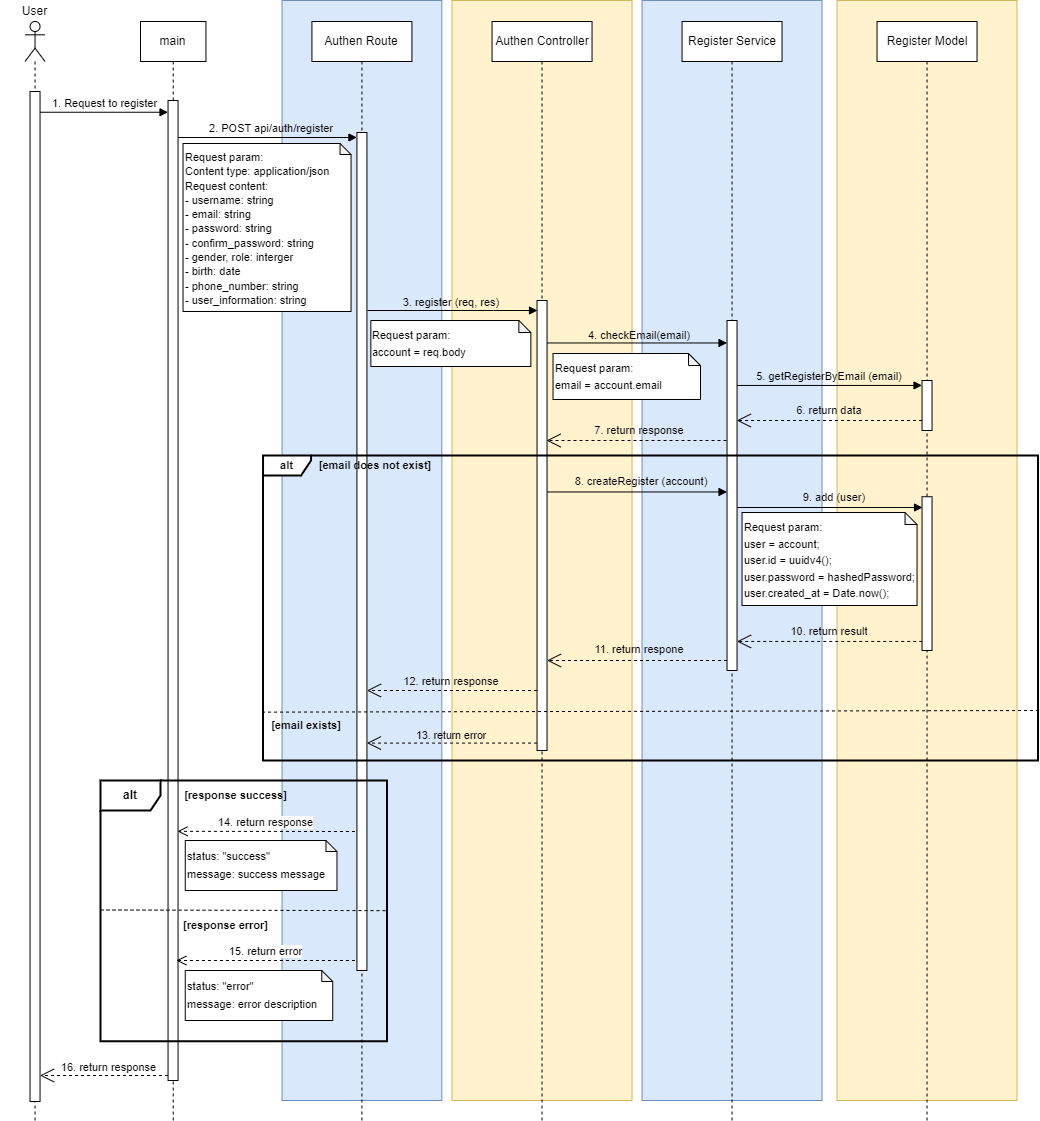 User
main
Authen Route
Authen Controller
Register Service
Register Model
1. Request to register
2. POST api/auth/register
Request param:
Content type: application/json
Request content:
- username: string
- email: string
- password: string
- confirm_password: string
- gender, role: interger
- birth: date
- phone_number: string
- user_information: string
3. register (req, res)
Request param:
account = req.body
4. checkEmail(email)
Request param:
email = account.email
5. getRegisterByEmail (email)
6. return data
7. return response
alt
[email does not exist]
8. createRegister (account)
9. add (user)
Request param:
user = account;
user.id = uuidv4();
user.password = hashedPassword;
user.created_at = Date.now();
10. return result
11. return respone
12. return response
[email exists]
13. return error
alt
[response success]
14. return response
status: "success"
message: success message
[response error]
15. return error
status: "error"
message: error description
16. return response